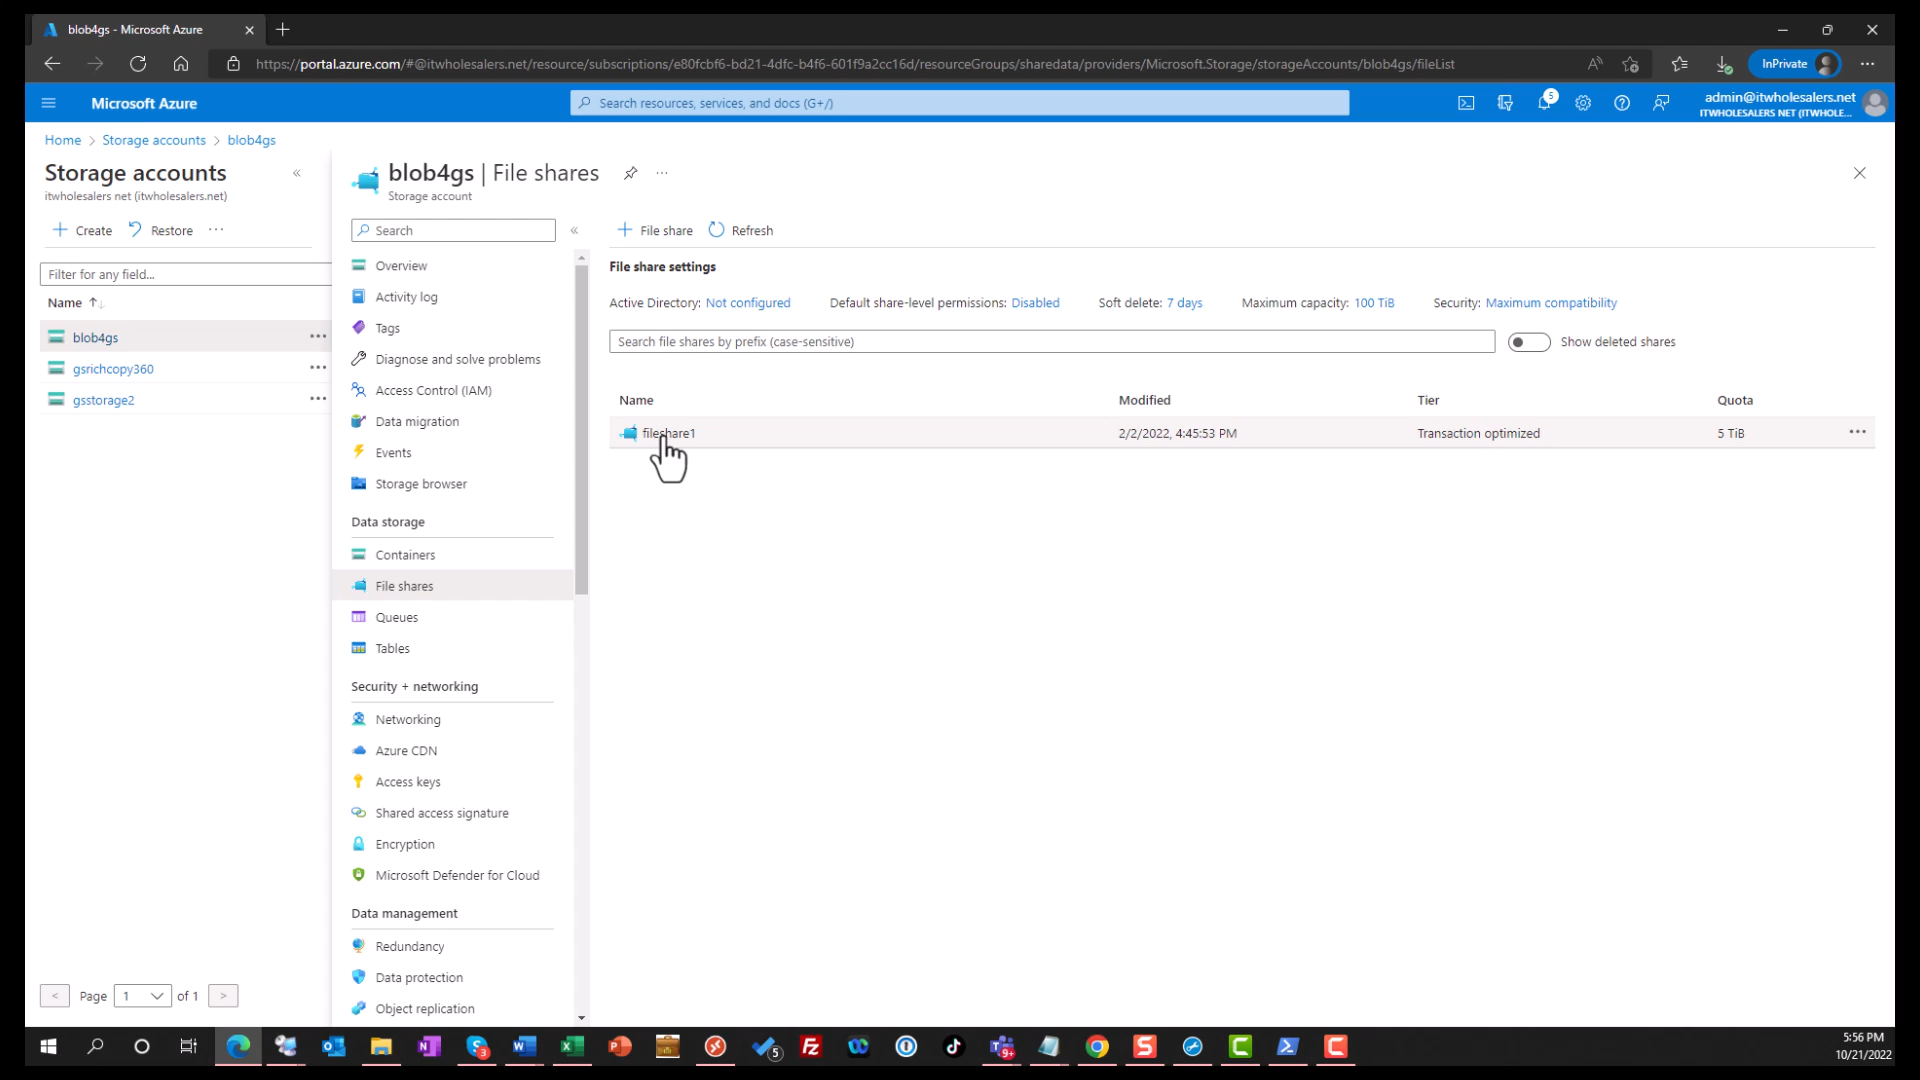 blob4gs - Microsoft Azure
https://portal.azure.com/#@itwholesalers.net/resource/subscriptions/e80fcbf6-bd21-4dfc-b4f6-601f9a2cc16d/resourceGroups/sharedata/providers/Microsoft.Storage/storageAccounts/blob4gs/fileList
InPrivate
Microsoft Azure
Search resources, services, and docs (G+/)
5
admin@itwholesalers.net
ITWHOLESALERS NET (ITWHOLE...
Home > Storage accounts > blob4gs
Storage accounts
itwholesalers net (itwholesalers.net)
+ Create Restore ...
Filter for any field...
Name ↑↓
blob4gs ...
gsrichcopy360 ...
gsstorage2 ...
< Page 1 of 1 >
blob4gs | File shares ...
Storage account
Search
Overview
Activity log
Tags
Diagnose and solve problems
Access Control (IAM)
Data migration
Events
Storage browser
Data storage
Containers
File shares
Queues
Tables
Security + networking
Networking
Azure CDN
Access keys
Shared access signature
Encryption
Microsoft Defender for Cloud
Data management
Redundancy
Data protection
Object replication
+ File share Refresh
File share settings
Active Directory: Not configured Default share-level permissions: Disabled Soft delete: 7 days Maximum capacity: 100 TiB Security: Maximum compatibility
Search file shares by prefix (case-sensitive) Show deleted shares
Name Modified Tier Quota
fileshare1 2/2/2022, 4:45:53 PM Transaction optimized 5 TiB ...
3
5
9+
5:56 PM
10/21/2022